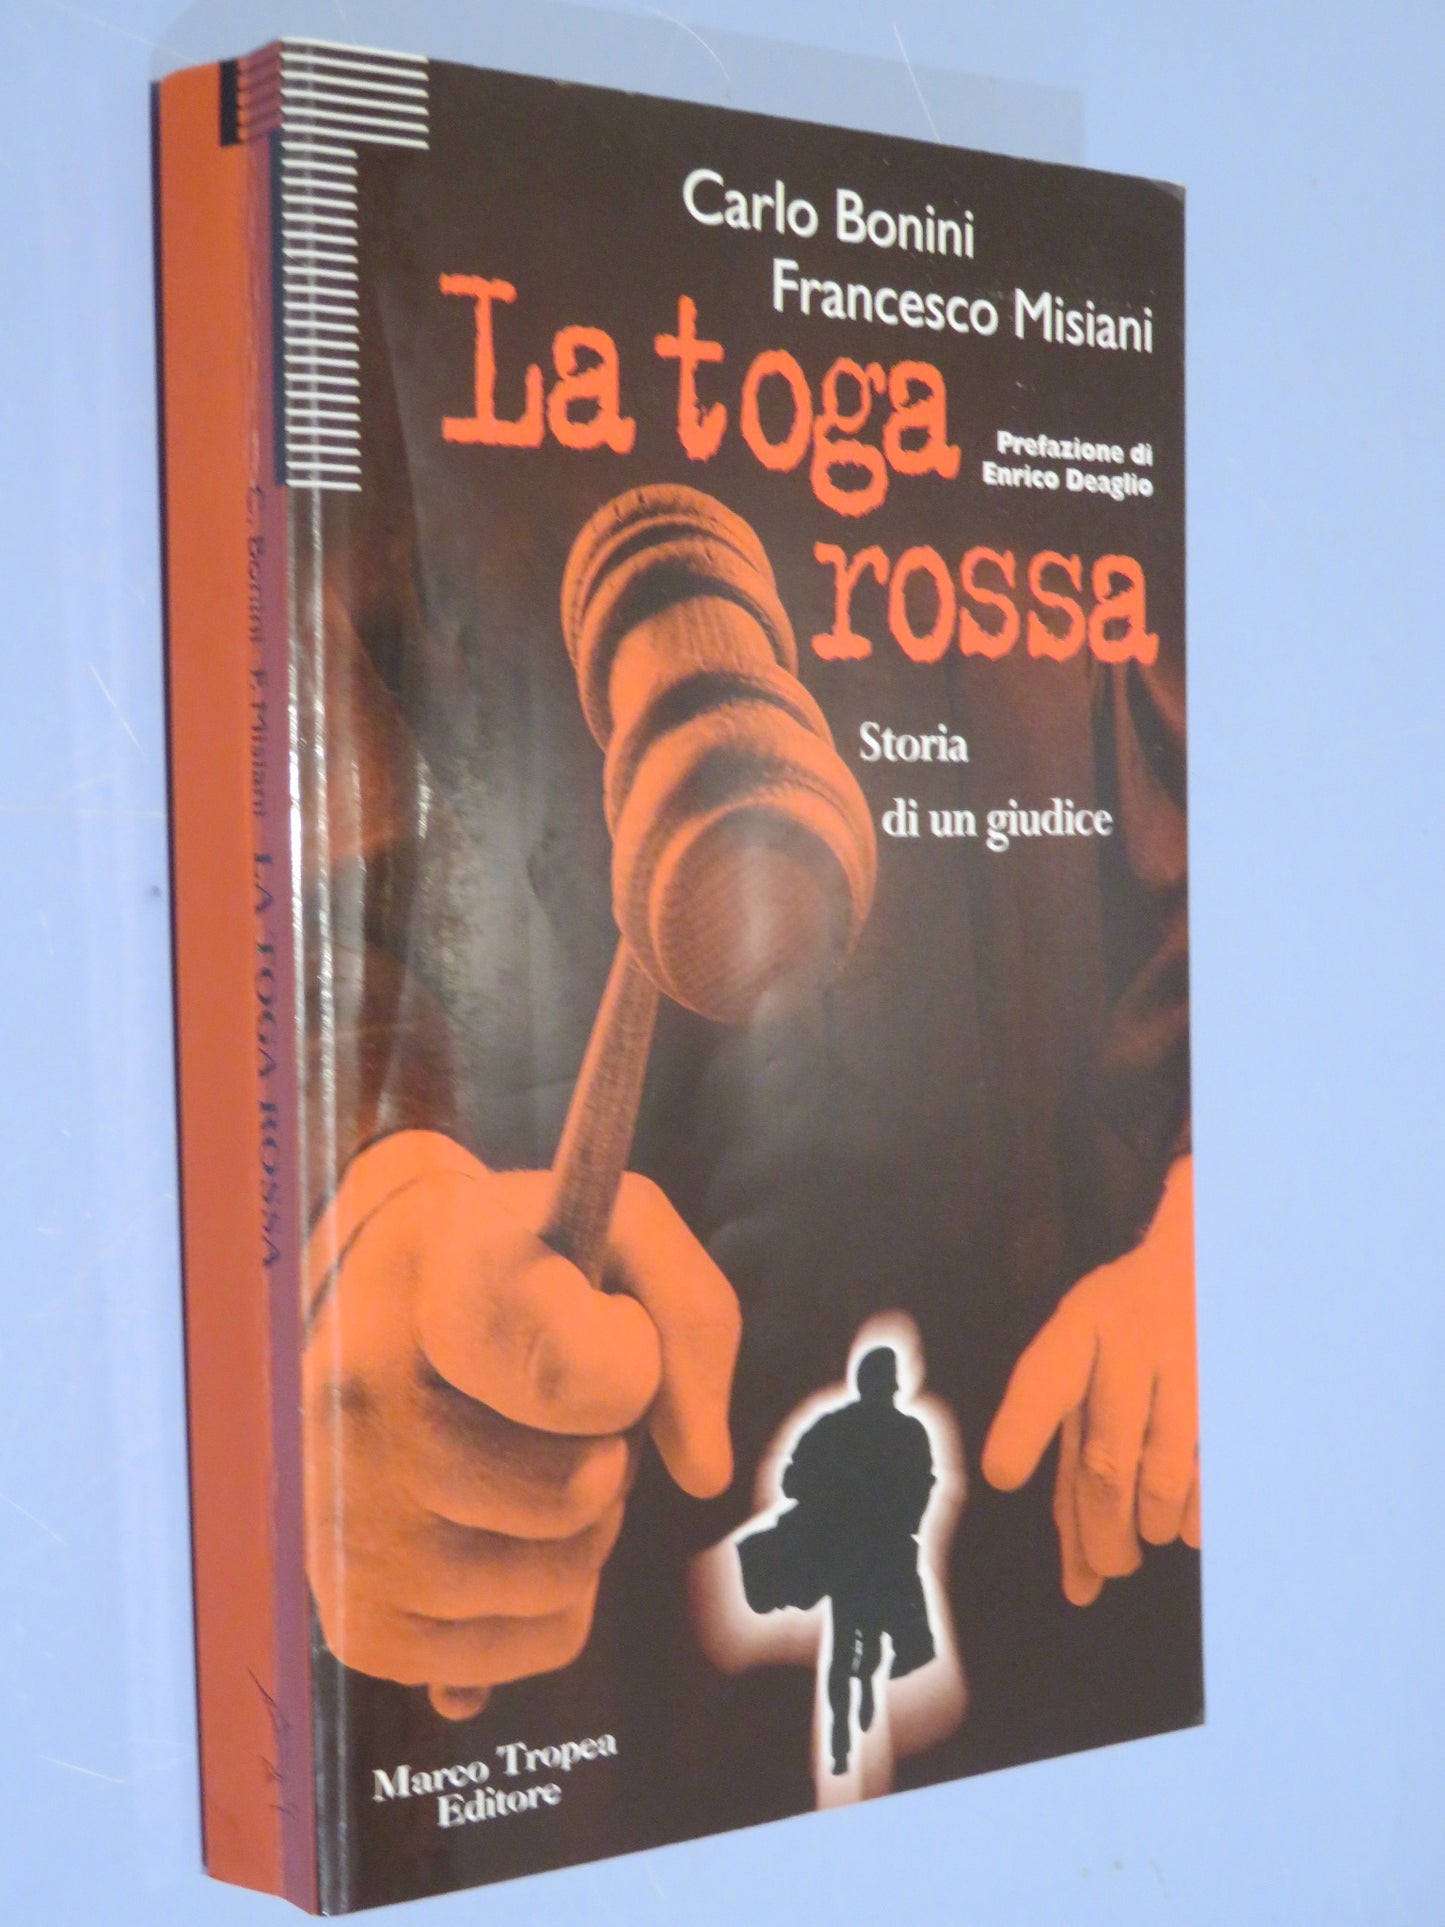 Carlo Bonini
Francesco Misiani
La toga
rossa
Prefazione di
Enrico Deaglio
Storia
di un giudice
Marco Tropea
Editore
C. Bonini F. Misiani LA TOGA ROSSA